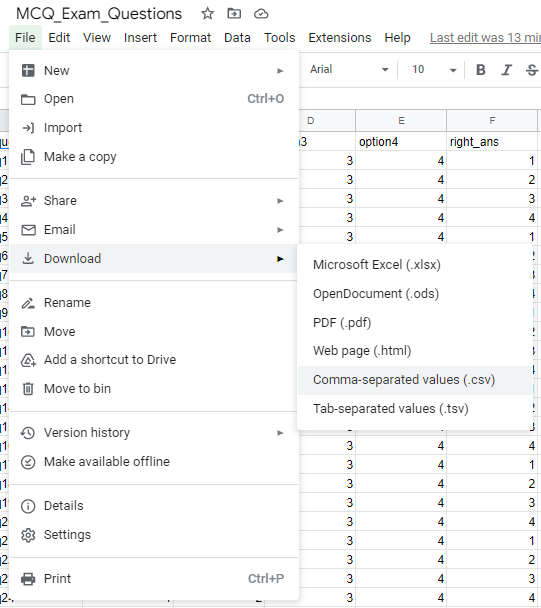 MCQ_Exam_Questions
File Edit View Insert Format Data Tools Extensions Help Last edit was 13 mi
Arial 10 B I S
D E F
option4 right_ans
New
Open Ctrl+O
Import
Make a copy
Share
Email
Download
Microsoft Excel (.xlsx)
OpenDocument (.ods)
PDF (.pdf)
Web page (.html)
Comma-separated values (.csv)
Tab-separated values (.tsv)
Rename
Move
Add a shortcut to Drive
Move to bin
Version history
Make available offline
Details
Settings
Print Ctrl+P
3 4 1
3 4 2
3 4 3
3 4 4
3 4 1
3 4 4
3 4 1
3 4 2
3 4 3
3 4 4
3 4 1
3 4 2
3 4 3
3 4 4